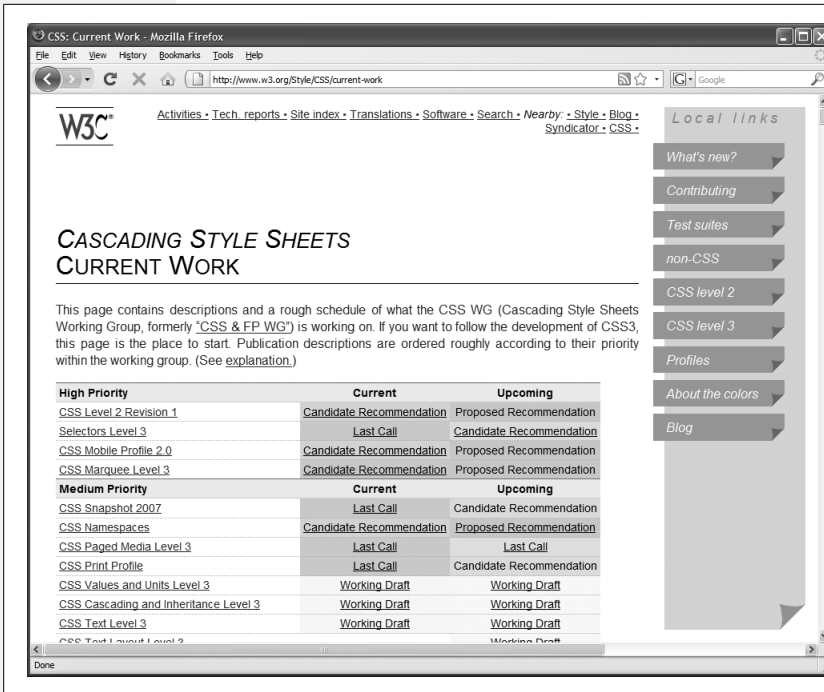 CSS: Current Work - Mozilla Firefox
File Edit View History Bookmarks Tools Help
http://www.w3.org/Style/CSS/current-work
G Google
W3C®
Activities • Tech. reports • Site index • Translations • Software • Search • Nearby: • Style • Blog •
Syndicator • CSS •
Local links
What's new?
Contributing
Test suites
non-CSS
CSS level 2
CSS level 3
Profiles
About the colors
Blog
CASCADING STYLE SHEETS
CURRENT WORK
This page contains descriptions and a rough schedule of what the CSS WG (Cascading Style Sheets
Working Group, formerly “CSS & FP WG”) is working on. If you want to follow the development of CSS3,
this page is the place to start. Publication descriptions are ordered roughly according to their priority
within the working group. (See explanation.)
High Priority Current Upcoming
CSS Level 2 Revision 1 Candidate Recommendation Proposed Recommendation
Selectors Level 3 Last Call Candidate Recommendation
CSS Mobile Profile 2.0 Candidate Recommendation Proposed Recommendation
CSS Marquee Level 3 Candidate Recommendation Proposed Recommendation
Medium Priority Current Upcoming
CSS Snapshot 2007 Last Call Candidate Recommendation
CSS Namespaces Candidate Recommendation Proposed Recommendation
CSS Paged Media Level 3 Last Call Last Call
CSS Print Profile Last Call Candidate Recommendation
CSS Values and Units Level 3 Working Draft Working Draft
CSS Cascading and Inheritance Level 3 Working Draft Working Draft
CSS Text Level 3 Working Draft Working Draft
CSS Text Layout Level 3 Working Draft
Done